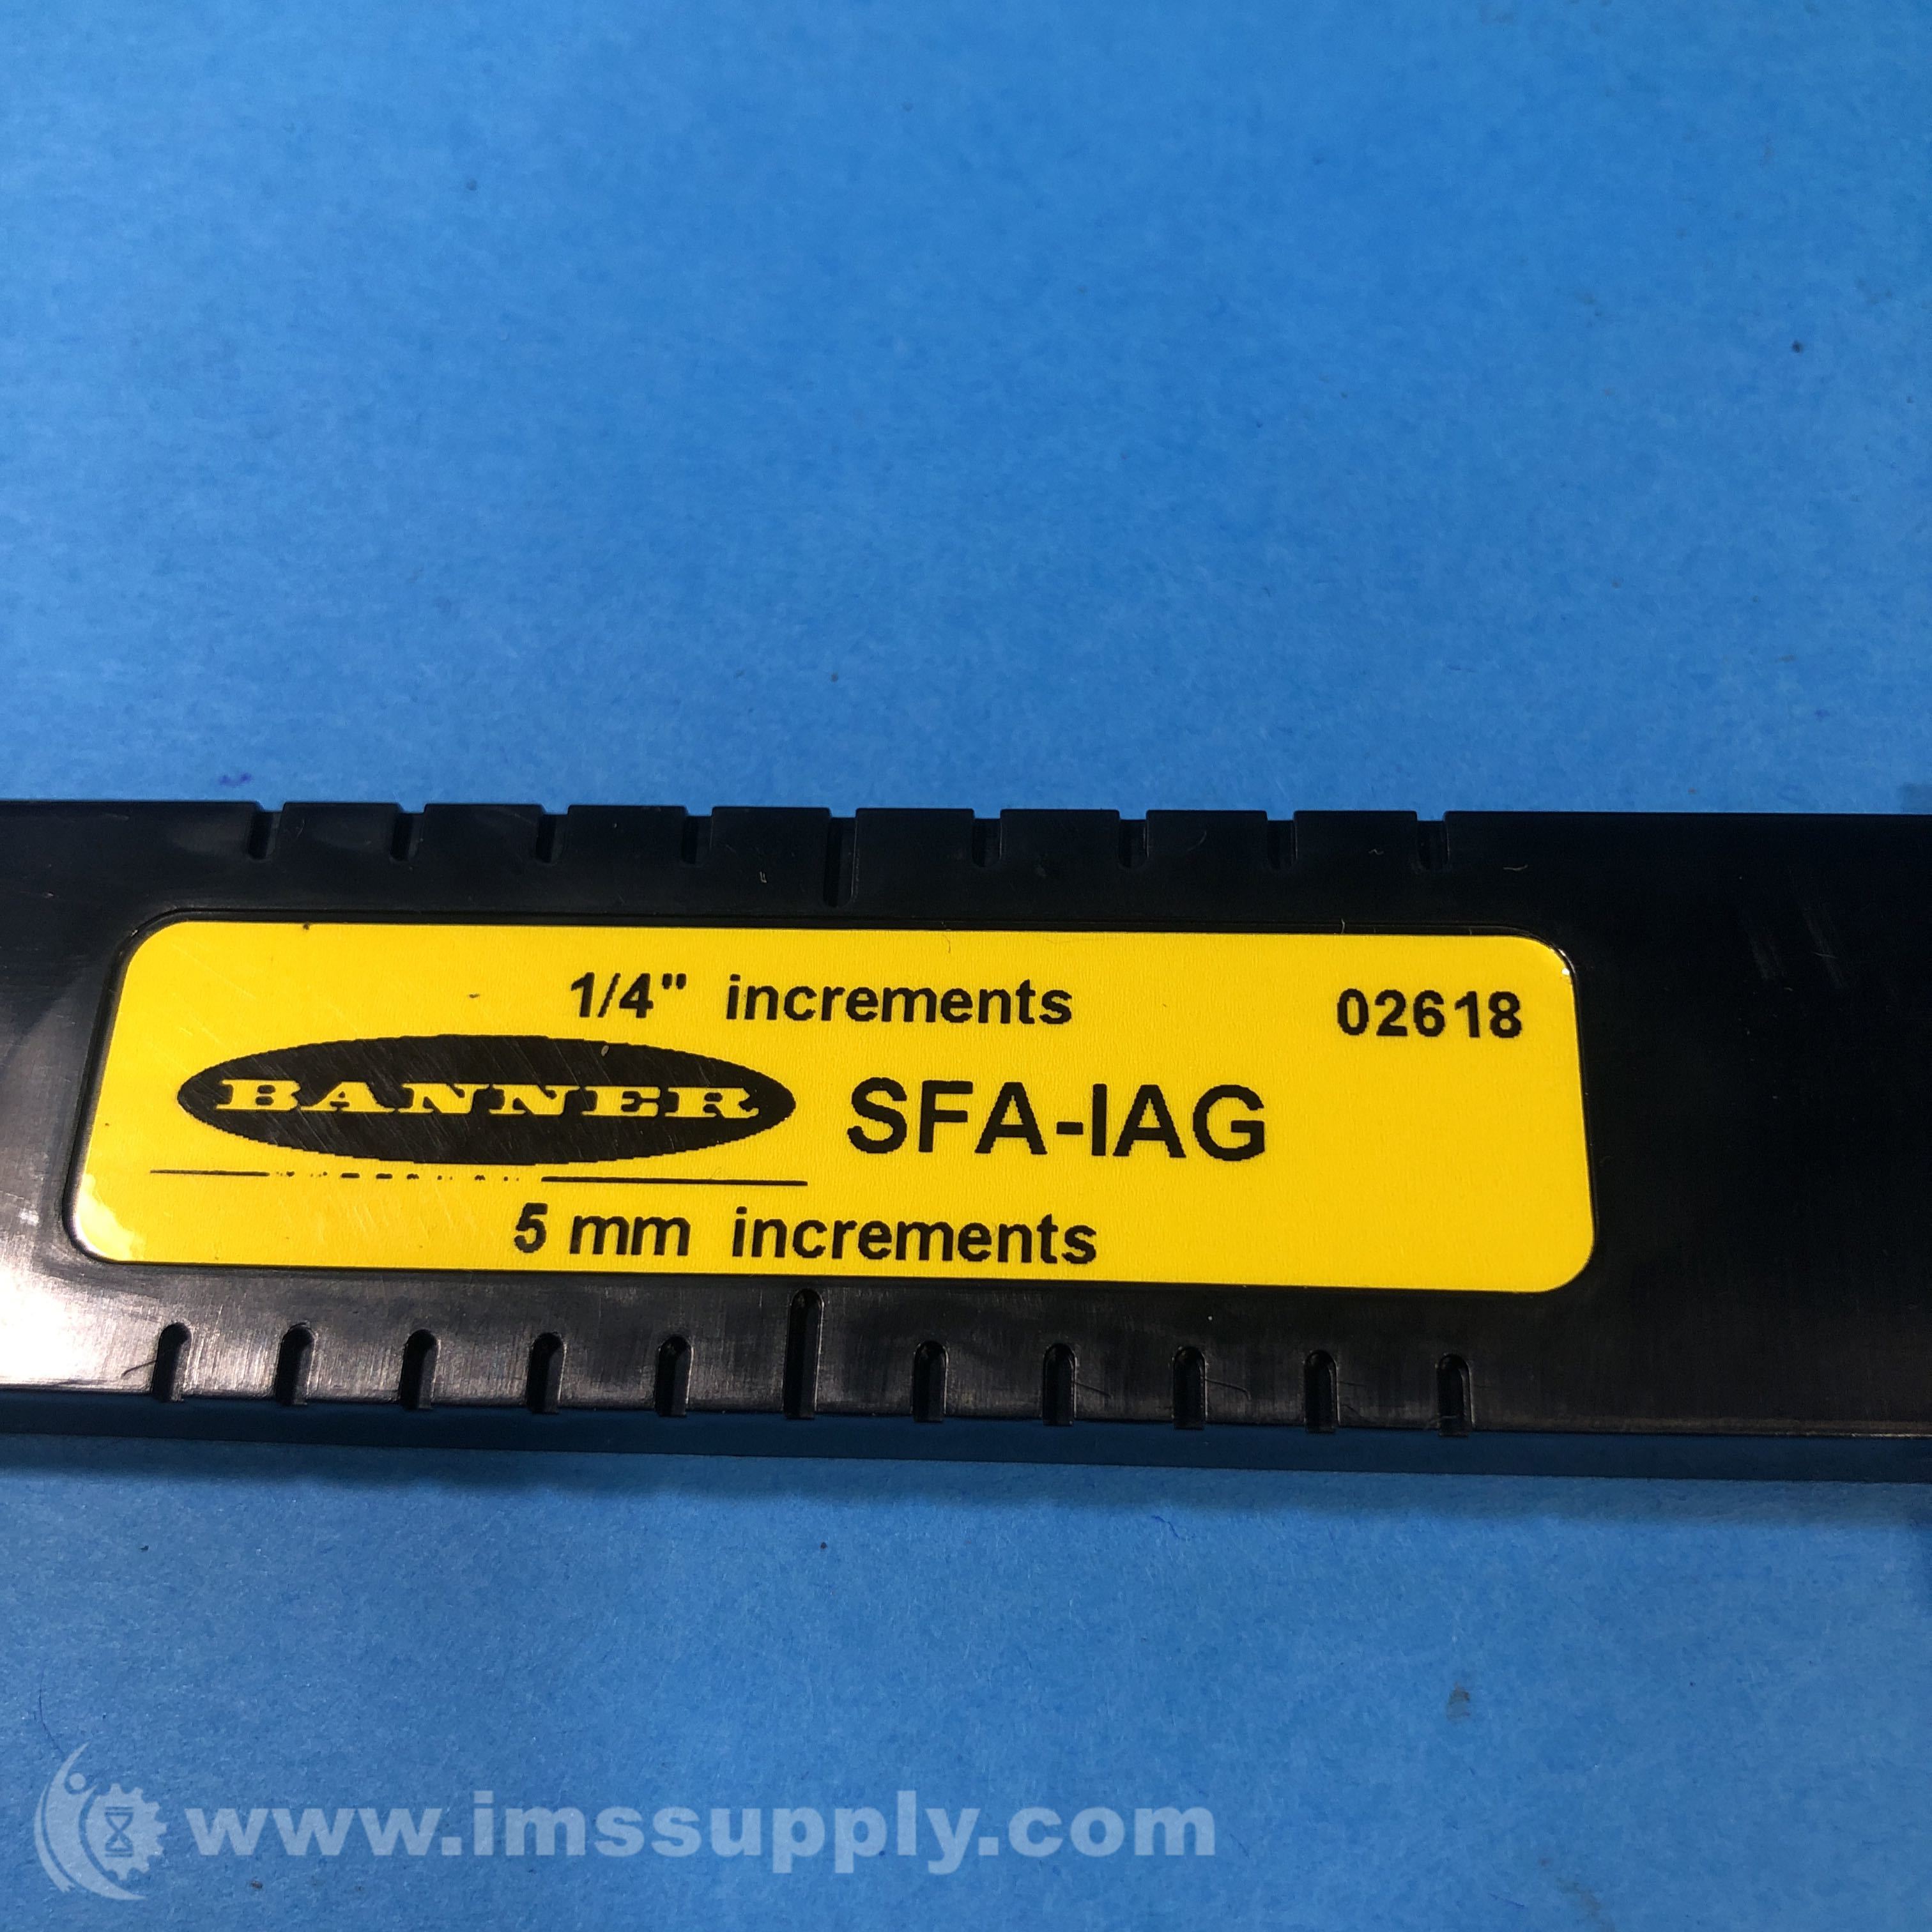 1/4" increments
02618
BANNER
SFA-IAG
5 mm increments
www.imssupply.com